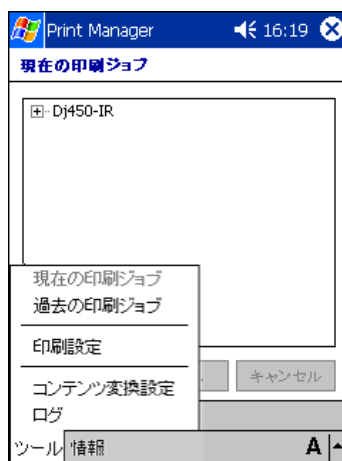 Print Manager 16:19
現在の印刷ジョブ
Dj450-IR
現在の印刷ジョブ
過去の印刷ジョブ
印刷設定
コンテンツ変換設定
ログ
キャンセル
ツール 情報 A